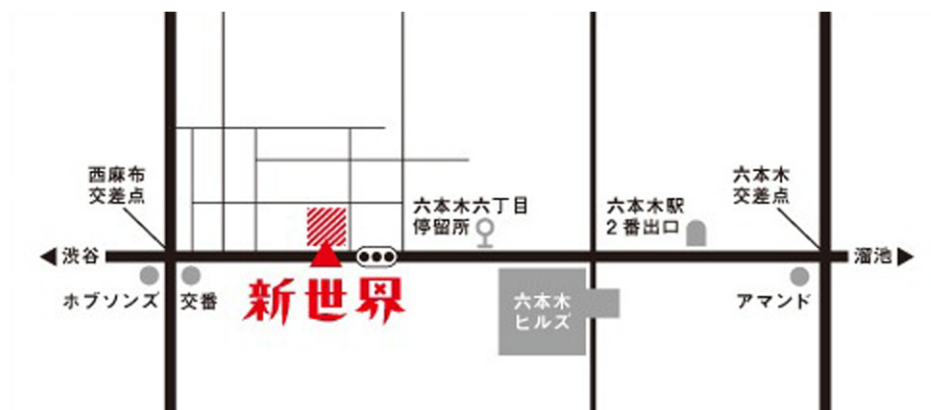 西麻布
交差点
六本木六丁目
停留所
六本木駅
2番出口
六本木
交差点
渋谷
溜池
ホブソンズ
交番
新世界
六本木
ヒルズ
アマンド